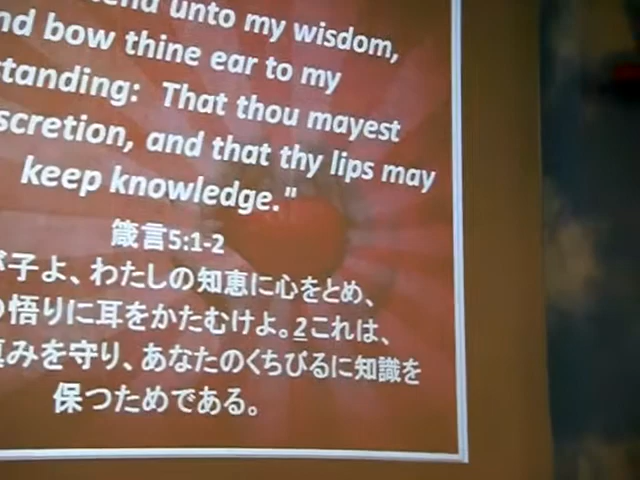 unto my wisdom,
bow thine ear to my
That thou mayest
and that thy lips may
keep knowledge."
箴言5:1-2
子よ、わたしの知恵に心をとめ、
悟りに耳をかたむけよ。2これは、
みを守り、あなたのくちびるに知識を
保つためである。